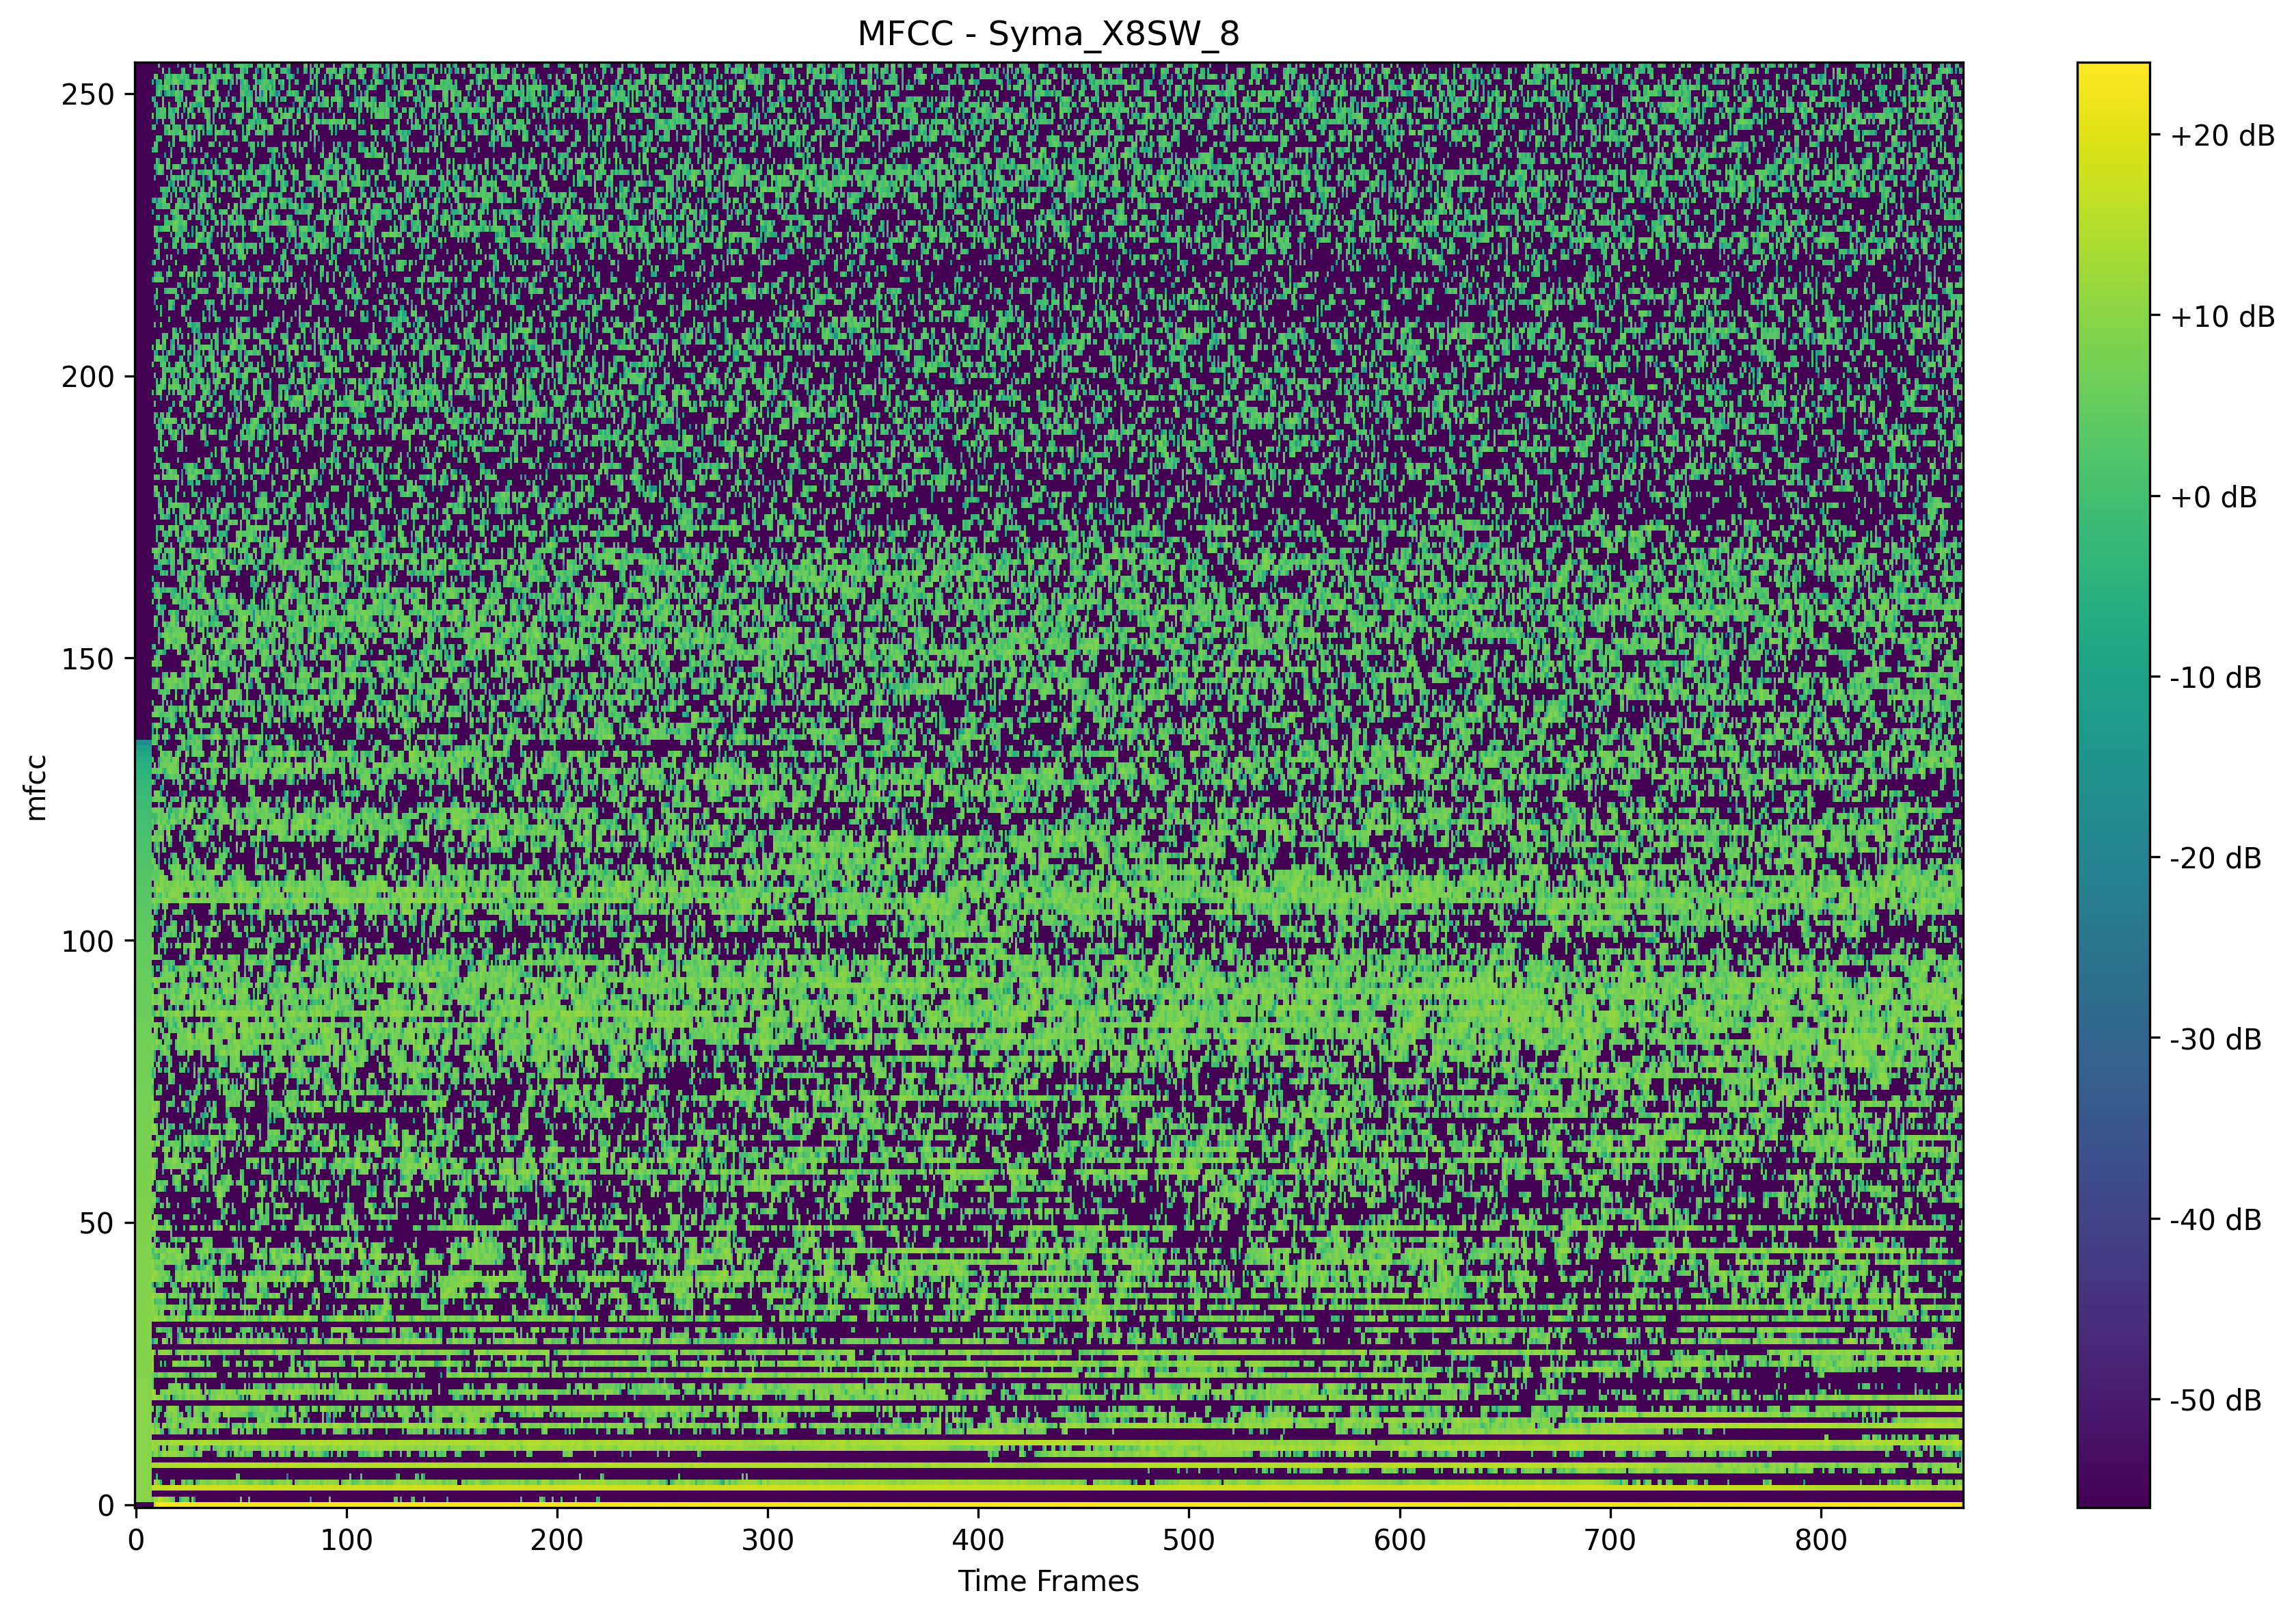 MFCC - Syma_X8SW_8
250
200
150
100
50
0
mfcc
0 100 200 300 400 500 600 700 800
Time Frames
+20 dB
+10 dB
+0 dB
-10 dB
-20 dB
-30 dB
-40 dB
-50 dB